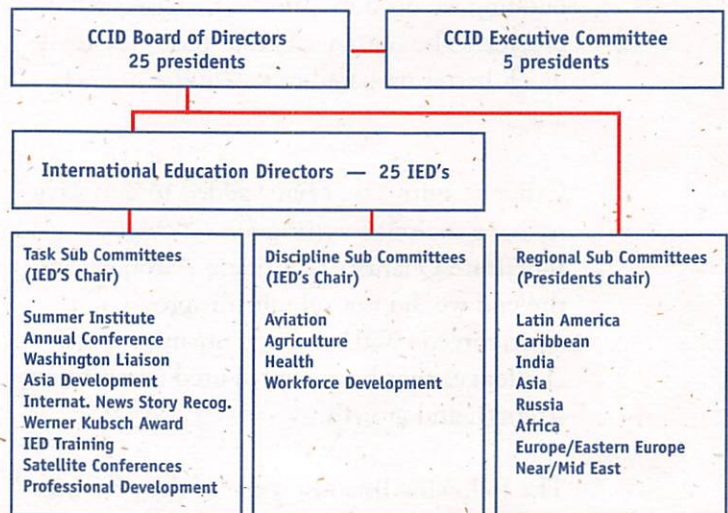 CCID Board of Directors
25 presidents
CCID Executive Committee
5 presidents
International Education Directors — 25 IED's
Task Sub Committees
(IED'S Chair)
Summer Institute
Annual Conference
Washington Liaison
Asia Development
Internat. News Story Recog.
Werner Kubsch Award
IED Training
Satellite Conferences
Professional Development
Discipline Sub Committees
(IED's Chair)
Aviation
Agriculture
Health
Workforce Development
Regional Sub Committees
(Presidents chair)
Latin America
Caribbean
India
Asia
Russia
Africa
Europe/Eastern Europe
Near/Mid East